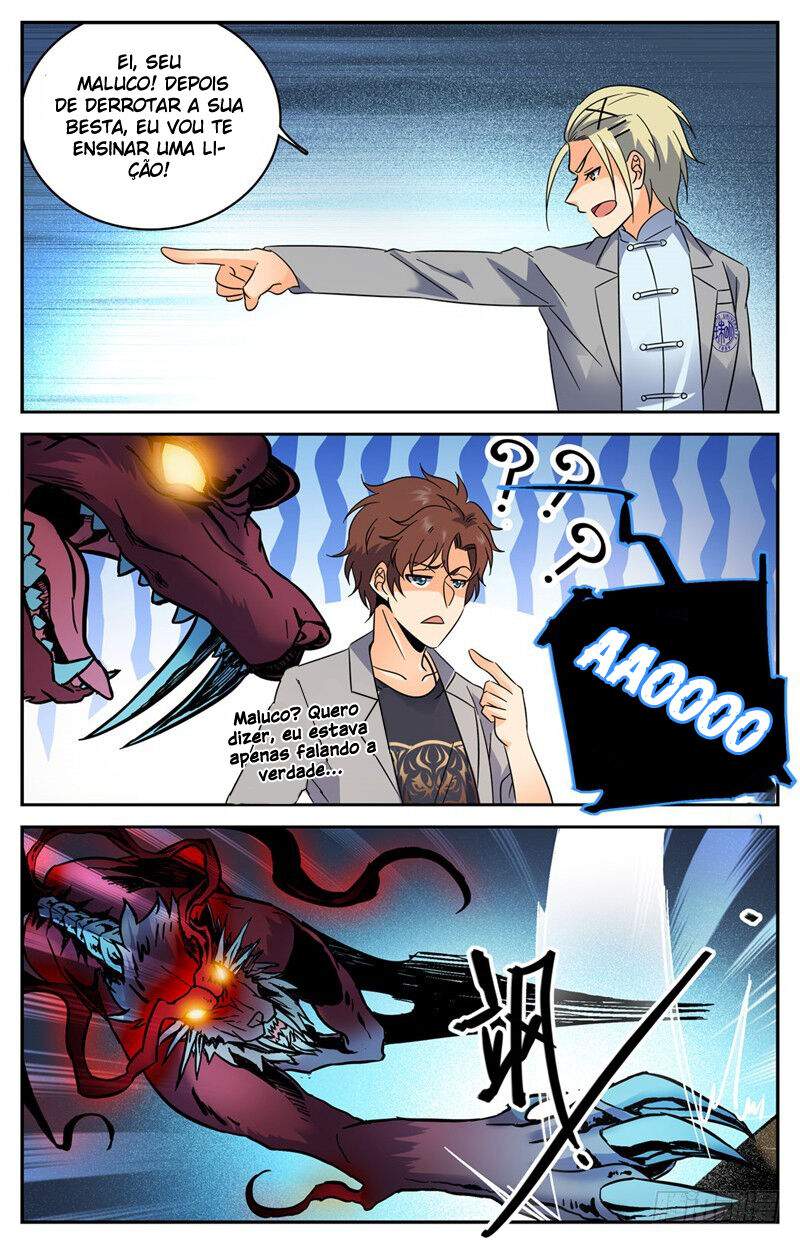 EI, SEU
MALUCO! DEPOIS
DE DERROTAR A SUA
BESTA, EU VOU TE
ENSINAR UMA LI-
ÇÃO!
???
AAOOOO
Maluco? Quero
dizer, eu estava
apenas falando a
verdade...